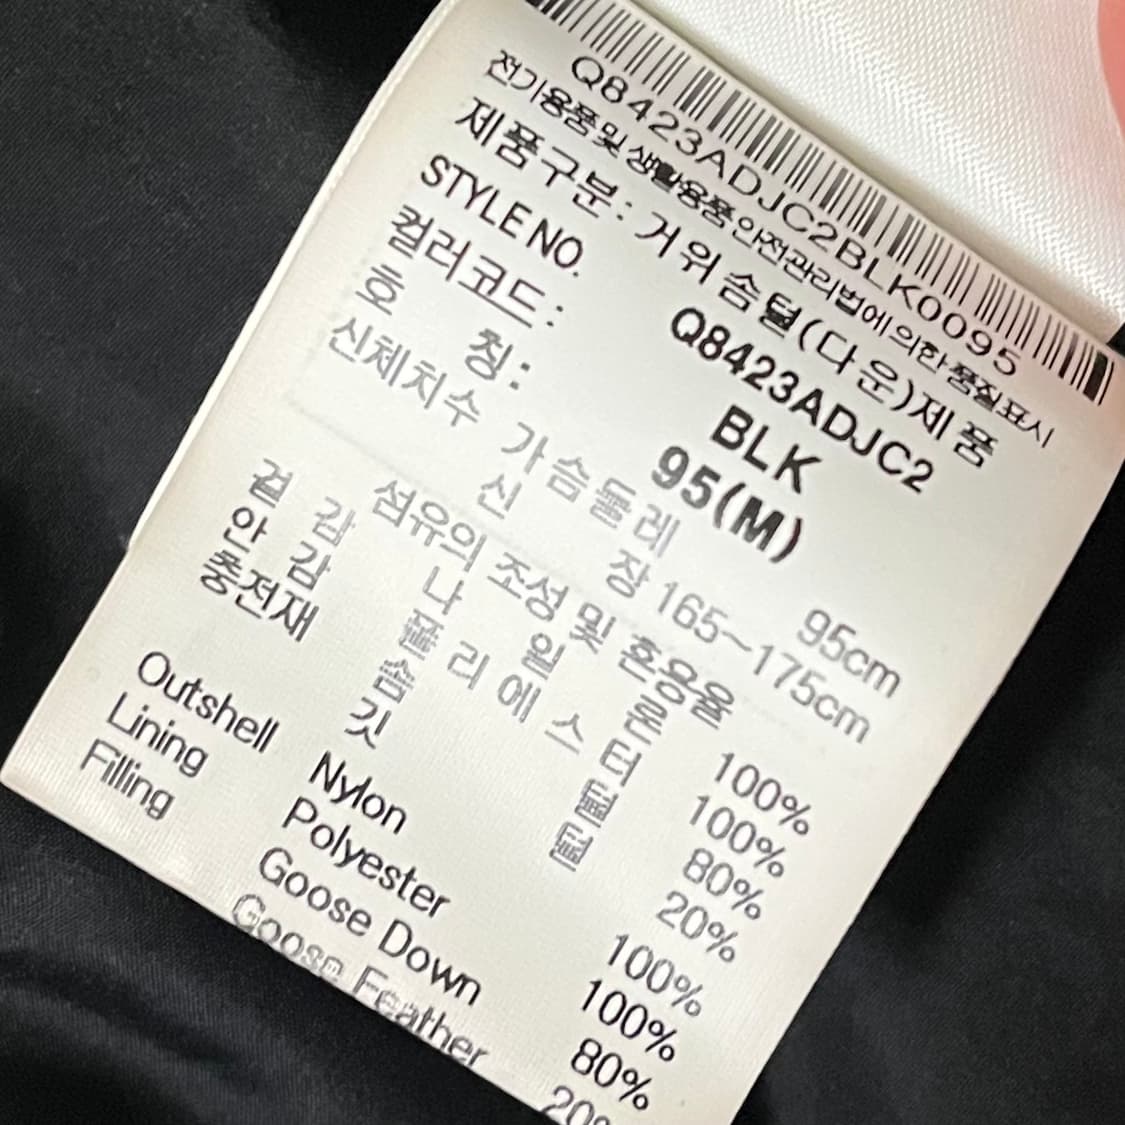 Q8423ADJC2BLK0095
전기용품 및 생활용품 안전관리법에 의한 품질표시
제품구분: 거위솜털(다운)제품
STYLE NO. Q8423ADJC2
컬러코드: BLK
호 칭: 95(M)
신체치수 가슴둘레 95cm
신 장 165~175cm
섬유의 조성 및 혼용율
겉 감 나 일 론 100%
안 감 폴 리 에 스 터 100%
충전재 솜 털 80%
깃 털 20%
Outshell Nylon 100%
Lining Polyester 100%
Filling Goose Down 80%
Goose Feather 20%